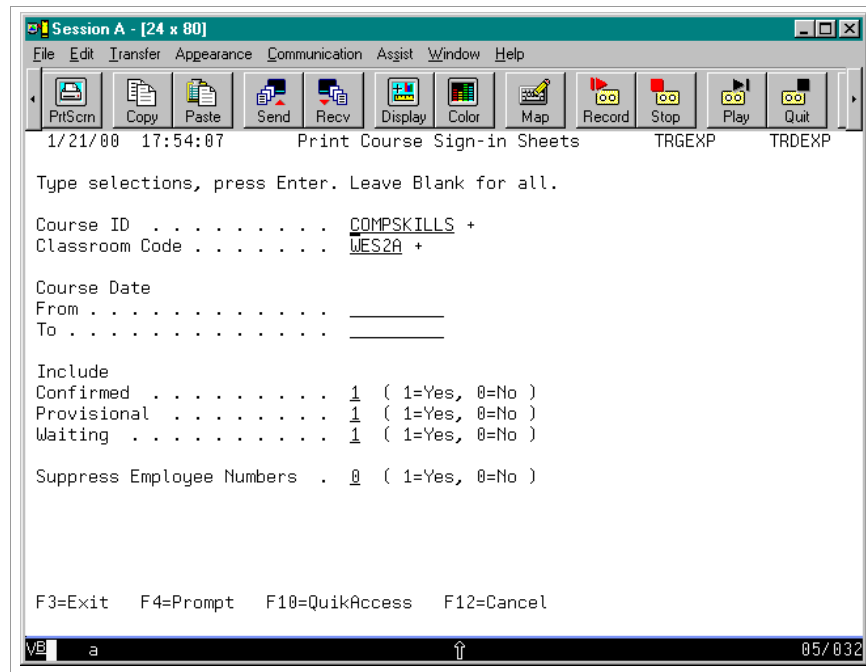 Session A - [24 x 80]
File Edit Transfer Appearance Communication Assist Window Help
PrtScrn Copy Paste Send Recv Display Color Map Record Stop Play Quit
1/21/00 17:54:07 Print Course Sign-in Sheets TRGEXP TRDEXP
Type selections, press Enter. Leave Blank for all.
Course ID . . . . . . . . . COMPSKILLS +
Classroom Code . . . . . . . WES2A +
Course Date
From . . . . . . . . . . . . .
To . . . . . . . . . . . . . .
Include
Confirmed . . . . . . . . . 1 ( 1=Yes, 0=No )
Provisional . . . . . . . . 1 ( 1=Yes, 0=No )
Waiting . . . . . . . . . . 1 ( 1=Yes, 0=No )
Suppress Employee Numbers . 0 ( 1=Yes, 0=No )
F3=Exit F4=Prompt F10=QuikAccess F12=Cancel
VB a 05/032